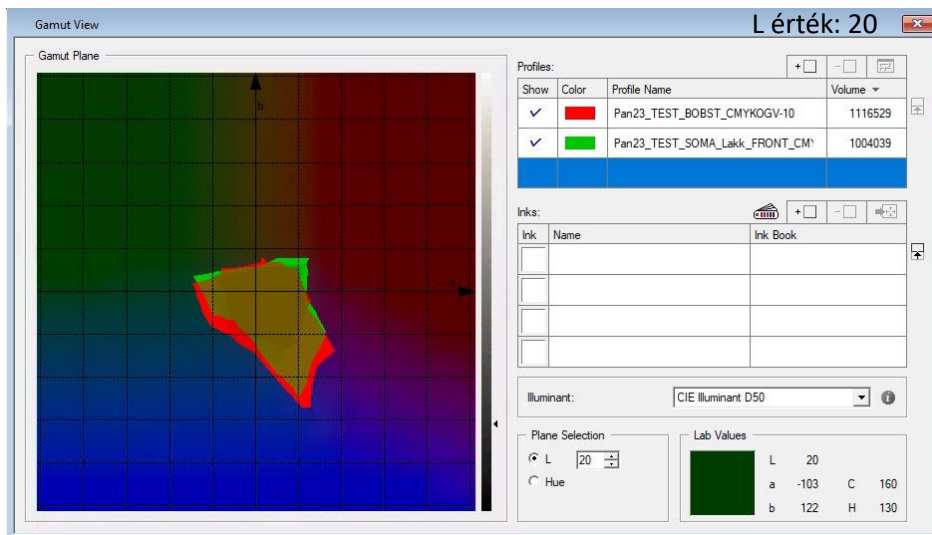 Gamut View
L érték: 20
Gamut Plane
b
a
Profiles:
Show Color Profile Name Volume
Pan23_TEST_BOBST_CMYKOGV-10 1116529
Pan23_TEST_SOMA_Lakk_FRONT_CM 1004039
Inks:
Ink Name Ink Book
Illuminant: CIE Illuminant D50
Plane Selection
L 20
Hue
Lab Values
L 20
a -103 C 160
b 122 H 130